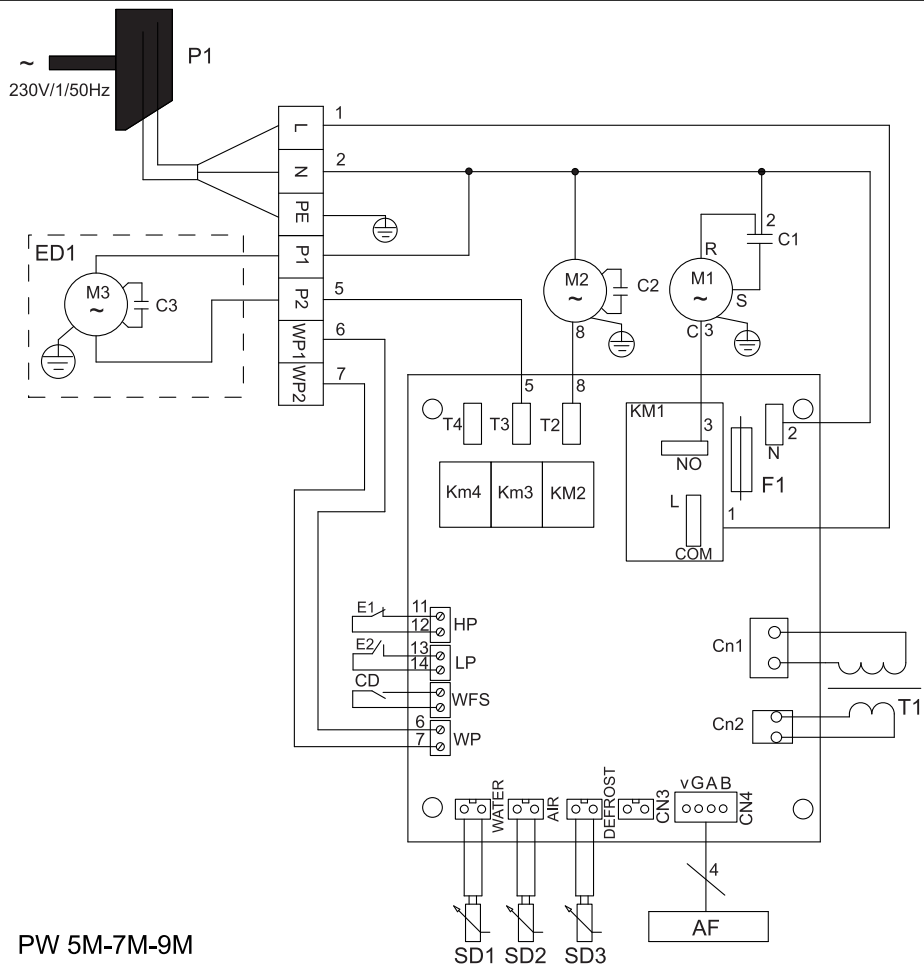 P1
~
230V/1/50Hz
L
1
N
2
PE
P1
P2
5
WP1
6
WP2
7
ED1
M3
~
C3
M2
~
C2
8
R
2
C1
M1
~
S
C
3
5
8
T4
T3
T2
KM1
3
NO
L
COM
1
F1
2
N
Km4
Km3
KM2
E1
11
12
HP
E2
13
14
LP
CD
WFS
6
7
WP
Cn1
Cn2
T1
WATER
AIR
DEFROST
CN3
vGAB
CN4
4
SD1
SD2
SD3
AF
PW 5M-7M-9M